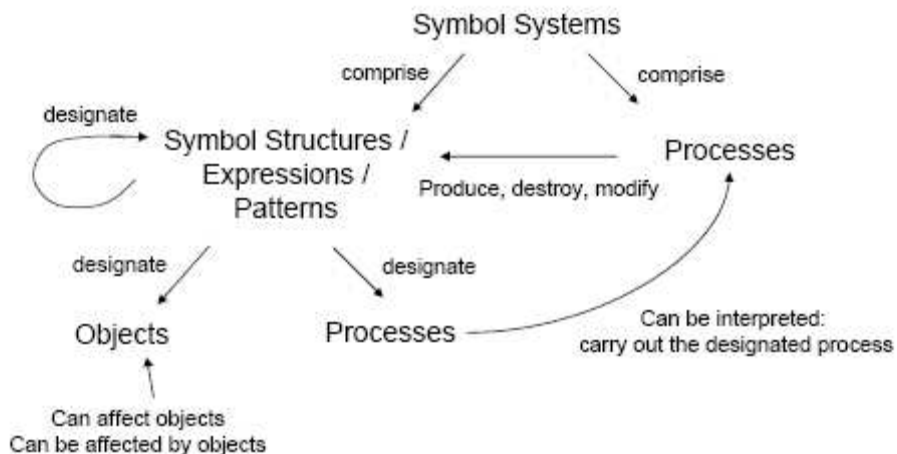 Symbol Systems
comprise
comprise
designate
Symbol Structures /
Expressions /
Patterns
Processes
Produce, destroy, modify
designate
designate
Objects
Processes
Can be interpreted:
carry out the designated process
Can affect objects
Can be affected by objects